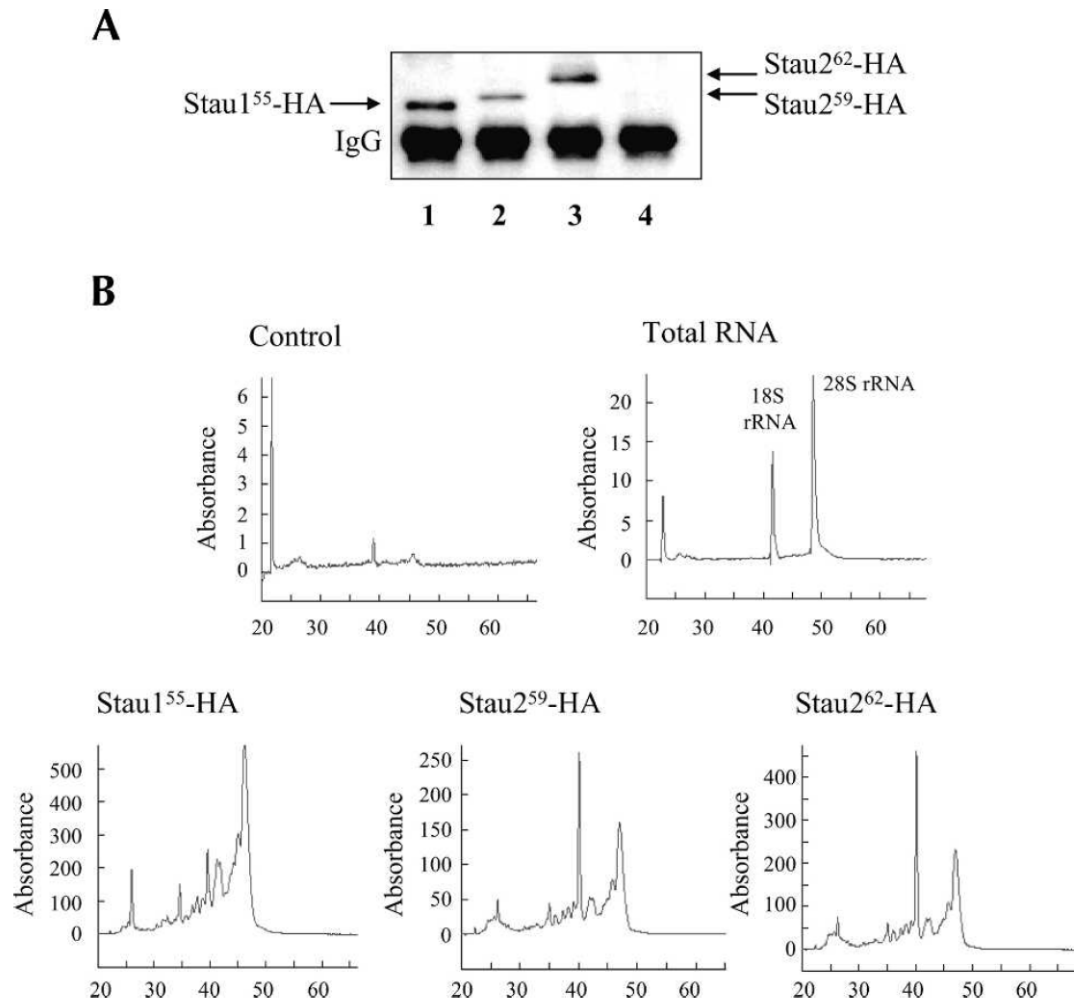 A
Stau1⁵⁵-HA
IgG
Stau2⁶²-HA
Stau2⁵⁹-HA
1 2 3 4
B
Control
Absorbance
6
5
4
3
2
1
0
20 30 40 50 60
Total RNA
18S
rRNA
28S rRNA
Absorbance
20
15
10
5
0
20 30 40 50 60
Stau1⁵⁵-HA
Absorbance
500
400
300
200
100
0
20 30 40 50 60
Stau2⁵⁹-HA
Absorbance
250
200
150
100
50
0
20 30 40 50 60
Stau2⁶²-HA
Absorbance
400
300
200
100
0
20 30 40 50 60